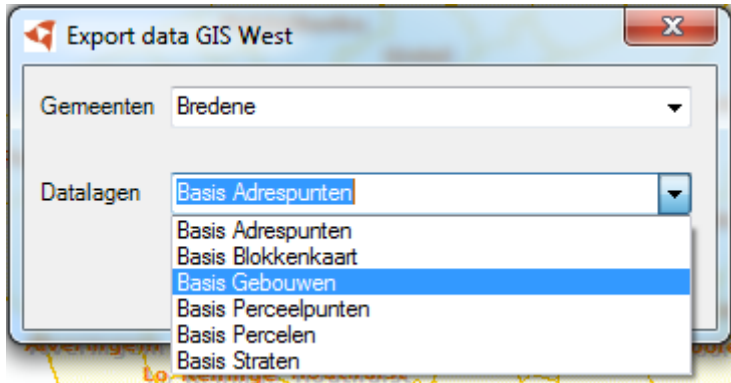 Export data GIS West
Gemeenten Bredene
Datalagen Basis Adrespunten
Basis Adrespunten
Basis Blokkenkaart
Basis Gebouwen
Basis Perceelpunten
Basis Percelen
Basis Straten